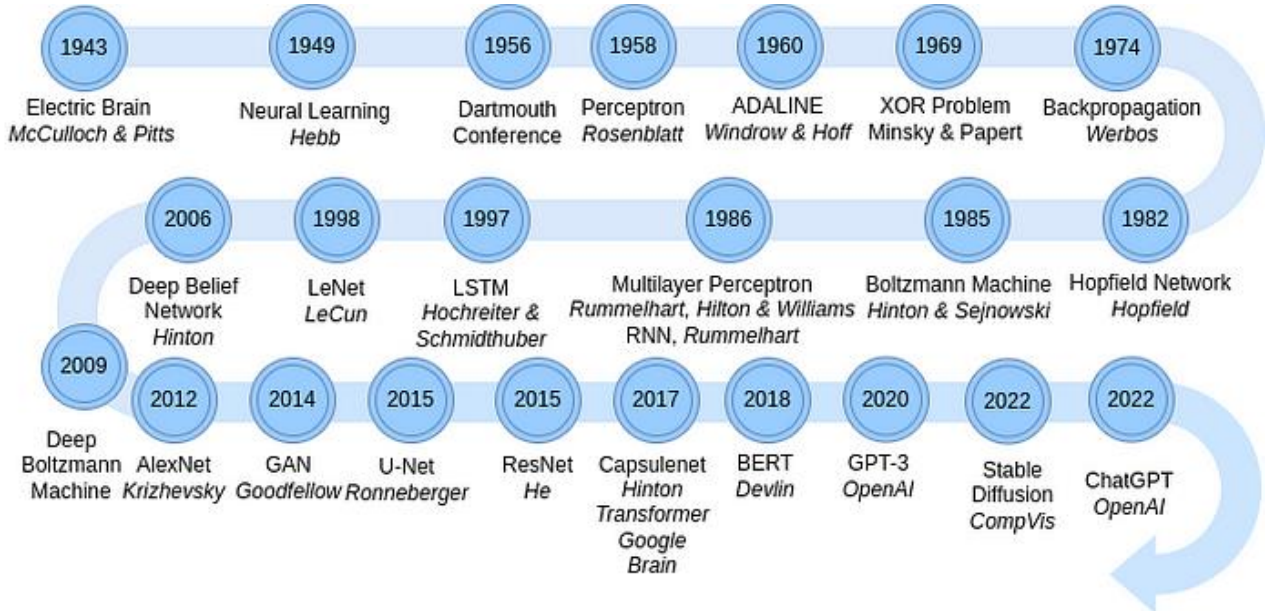 1943
Electric Brain
McCulloch & Pitts
1949
Neural Learning
Hebb
1956
Dartmouth
Conference
1958
Perceptron
Rosenblatt
1960
ADALINE
Windrow & Hoff
1969
XOR Problem
Minsky & Papert
1974
Backpropagation
Werbos
1982
Hopfield Network
Hopfield
1985
Boltzmann Machine
Hinton & Sejnowski
1986
Multilayer Perceptron
Rummelhart, Hilton & Williams
RNN, Rummelhart
1997
LSTM
Hochreiter &
Schmidthuber
1998
LeNet
LeCun
2006
Deep Belief
Network
Hinton
2009
Deep
Boltzmann
Machine
2012
AlexNet
Krizhevsky
2014
GAN
Goodfellow
2015
U-Net
Ronneberger
2015
ResNet
He
2017
Capsulenet
Hinton
Transformer
Google
Brain
2018
BERT
Devlin
2020
GPT-3
OpenAI
2022
Stable
Diffusion
CompVis
2022
ChatGPT
OpenAI